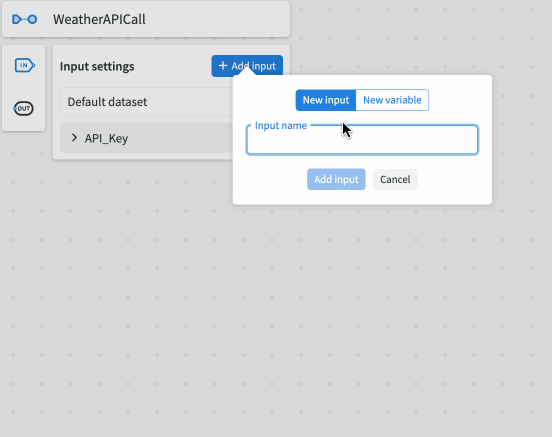 WeatherAPICall
IN
Input settings
+ Add input
Default dataset
OUT
API_Key
New input
New variable
Input name
Add input
Cancel